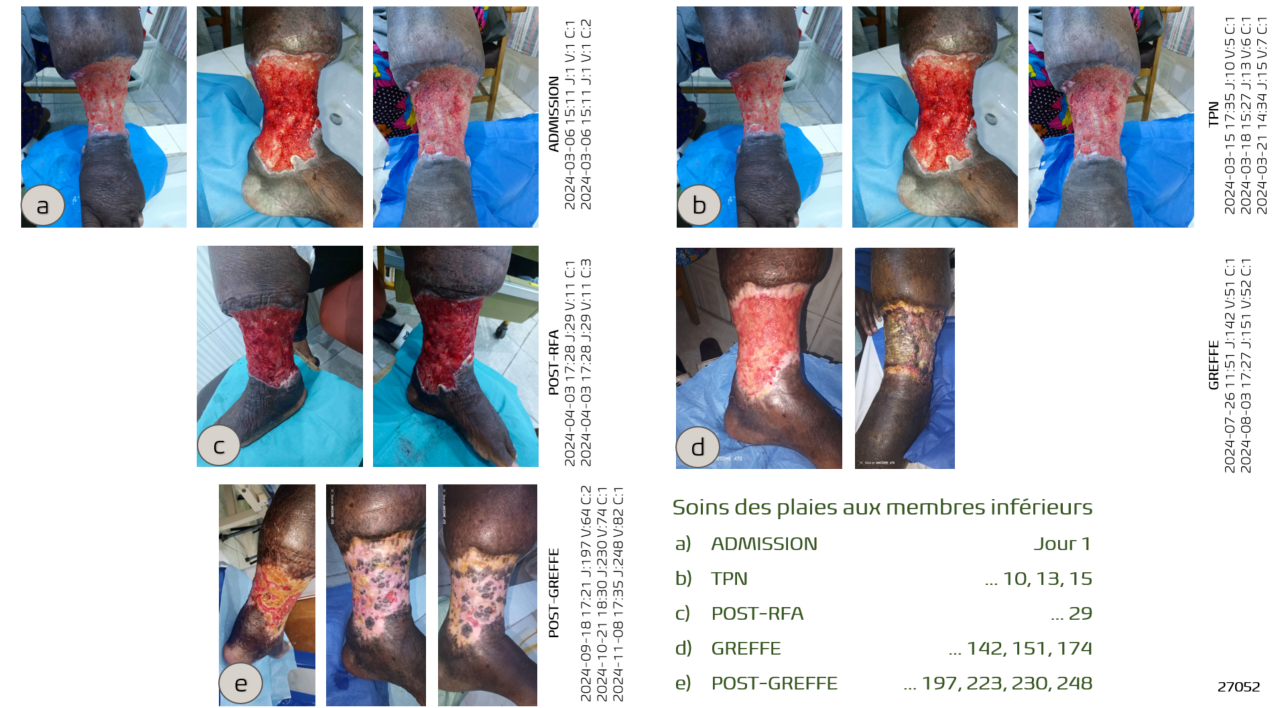 a
ADMISSION
2024-03-06 15:11 J:1 V:1 C:1
2024-03-06 15:11 J:1 V:1 C:2
b
TPN
2024-03-15 17:35 J:10 V:5 C:1
2024-03-18 15:27 J:13 V:6 C:1
2024-03-21 14:34 J:15 V:7 C:1
c
POST-RFA
2024-04-03 17:28 J:29 V:11 C:1
2024-04-03 17:28 J:29 V:11 C:3
d
GREFFE
2024-07-26 11:51 J:142 V:51 C:1
2024-08-03 17:27 J:151 V:52 C:1
e
POST-GREFFE
2024-09-18 17:21 J:197 V:64 C:2
2024-10-21 18:30 J:230 V:74 C:1
2024-11-08 17:35 J:248 V:82 C:1
Soins des plaies aux membres inférieurs
a) ADMISSION Jour 1
b) TPN ... 10, 13, 15
c) POST-RFA ... 29
d) GREFFE ... 142, 151, 174
e) POST-GREFFE ... 197, 223, 230, 248
27052